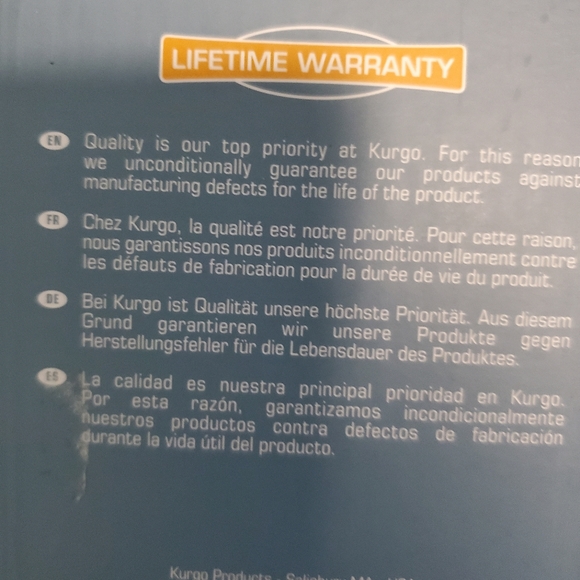 LIFETIME WARRANTY
EN Quality is our top priority at Kurgo. For this reason
we unconditionally guarantee our products against
manufacturing defects for the life of the product.
FR Chez Kurgo, la qualité est notre priorité. Pour cette raison,
nous garantissons nos produits inconditionnellement contre
les défauts de fabrication pour la durée de vie du produit.
DE Bei Kurgo ist Qualität unsere höchste Priorität. Aus diesem
Grund garantieren wir unsere Produkte gegen
Herstellungsfehler für die Lebensdauer des Produktes.
ES La calidad es nuestra principal prioridad en Kurgo.
Por esta razón, garantizamos incondicionalmente
nuestros productos contra defectos de fabricación
durante la vida útil del producto.
Kurgo Products - Salisbury,